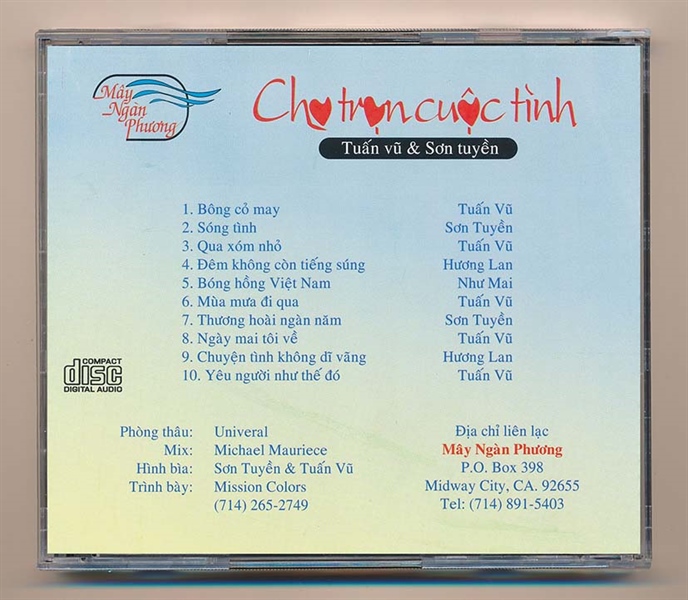 Mây
Ngàn
Phương
Cho trọn cuộc tình
Tuấn vũ & Sơn tuyền
1. Bông cỏ may Tuấn Vũ
2. Sóng tình Sơn Tuyền
3. Qua xóm nhỏ Tuấn Vũ
4. Đêm không còn tiếng súng Hương Lan
5. Bóng hồng Việt Nam Như Mai
6. Mùa mưa đi qua Tuấn Vũ
7. Thương hoài ngàn năm Sơn Tuyền
8. Ngày mai tôi về Tuấn Vũ
9. Chuyện tình không dĩ vãng Hương Lan
10. Yêu người như thế đó Tuấn Vũ
COMPACT
disc
DIGITAL AUDIO
Phòng thâu: Univeral
Mix: Michael Mauriece
Hình bìa: Sơn Tuyền & Tuấn Vũ
Trình bày: Mission Colors
(714) 265-2749
Địa chỉ liên lạc
Mây Ngàn Phương
P.O. Box 398
Midway City, CA. 92655
Tel: (714) 891-5403